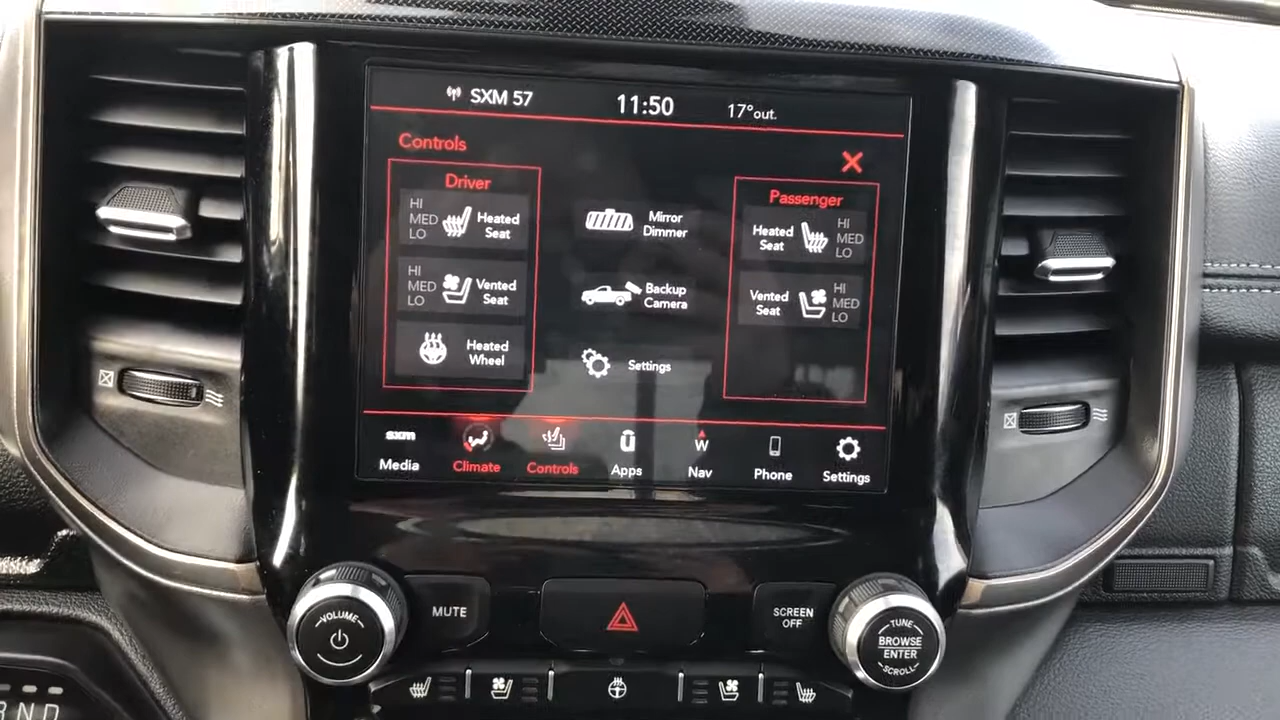 SXM 57
11:50
17° out.
Controls
Driver
HI
MED
LO
Heated
Seat
HI
MED
LO
Vented
Seat
Heated
Wheel
Mirror
Dimmer
Backup
Camera
Settings
Passenger
Heated
Seat
HI
MED
LO
Vented
Seat
HI
MED
LO
sxm
Media
Climate
Controls
U
Apps
W
Nav
Phone
Settings
VOLUME
MUTE
SCREEN
OFF
TUNE
BROWSE
ENTER
SCROLL
RND